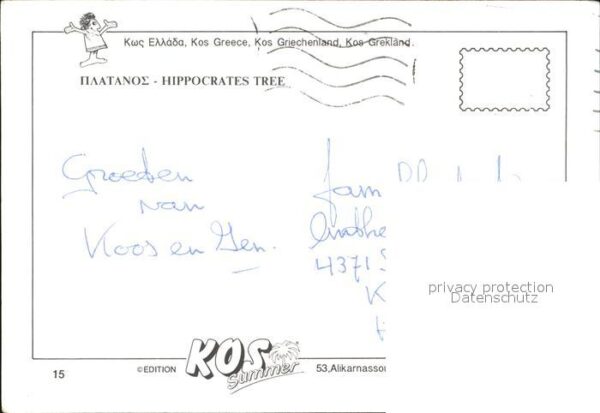 Κως Ελλάδα, Kos Greece, Kos Griechenland, Kos Grekland.
ΠΛΑΤΑΝΟΣ - HIPPOCRATES TREE
Groeten
van
Koos en Gen.
fam
4371
K
privacy protection
Datenschutz
15
©EDITION KOS Summer
53,Alikarnassou